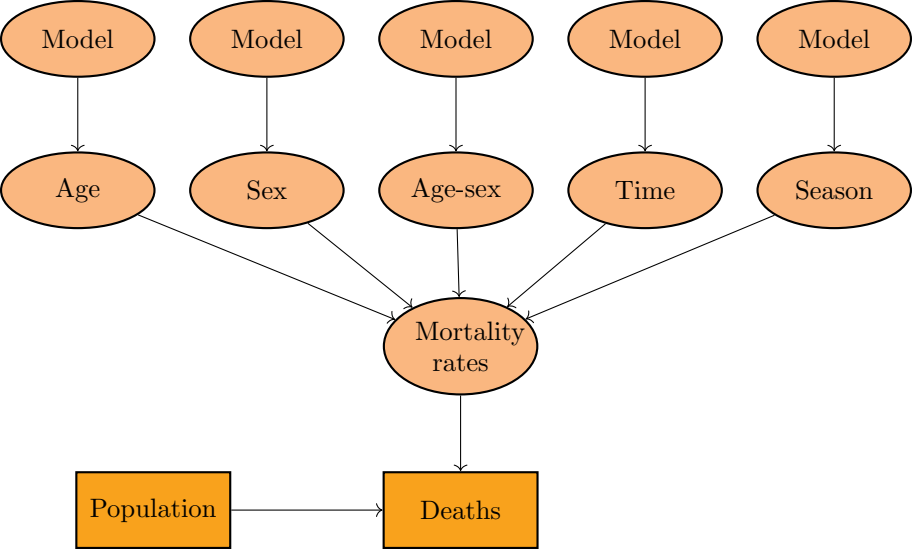 Model
Model
Model
Model
Model
Age
Sex
Age-sex
Time
Season
Mortality
rates
Population
Deaths